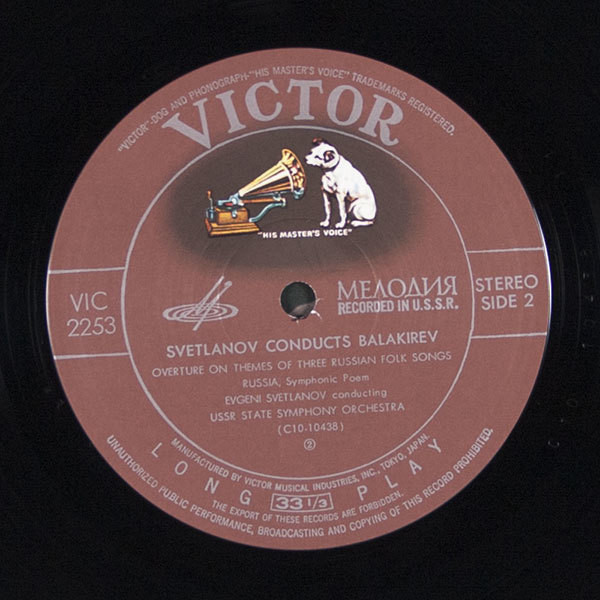 "VICTOR"-DOG AND PHONOGRAPH-"HIS MASTER'S VOICE" TRADEMARKS REGISTERED.
VICTOR
"HIS MASTER'S VOICE"
VIC
2253
МЕЛОДИЯ
RECORDED IN U.S.S.R.
STEREO
SIDE 2
SVETLANOV CONDUCTS BALAKIREV
OVERTURE ON THEMES OF THREE RUSSIAN FOLK SONGS
RUSSIA, Symphonic Poem
EVGENI SVETLANOV conducting
USSR STATE SYMPHONY ORCHESTRA
(C10-10438)
②
MANUFACTURED BY VICTOR MUSICAL INDUSTRIES, INC., TOKYO, JAPAN.
LONG 33 1/3 PLAY
THE EXPORT OF THESE RECORDS ARE FORBIDDEN.
UNAUTHORIZED PUBLIC PERFORMANCE, BROADCASTING AND COPYING OF THIS RECORD PROHIBITED.